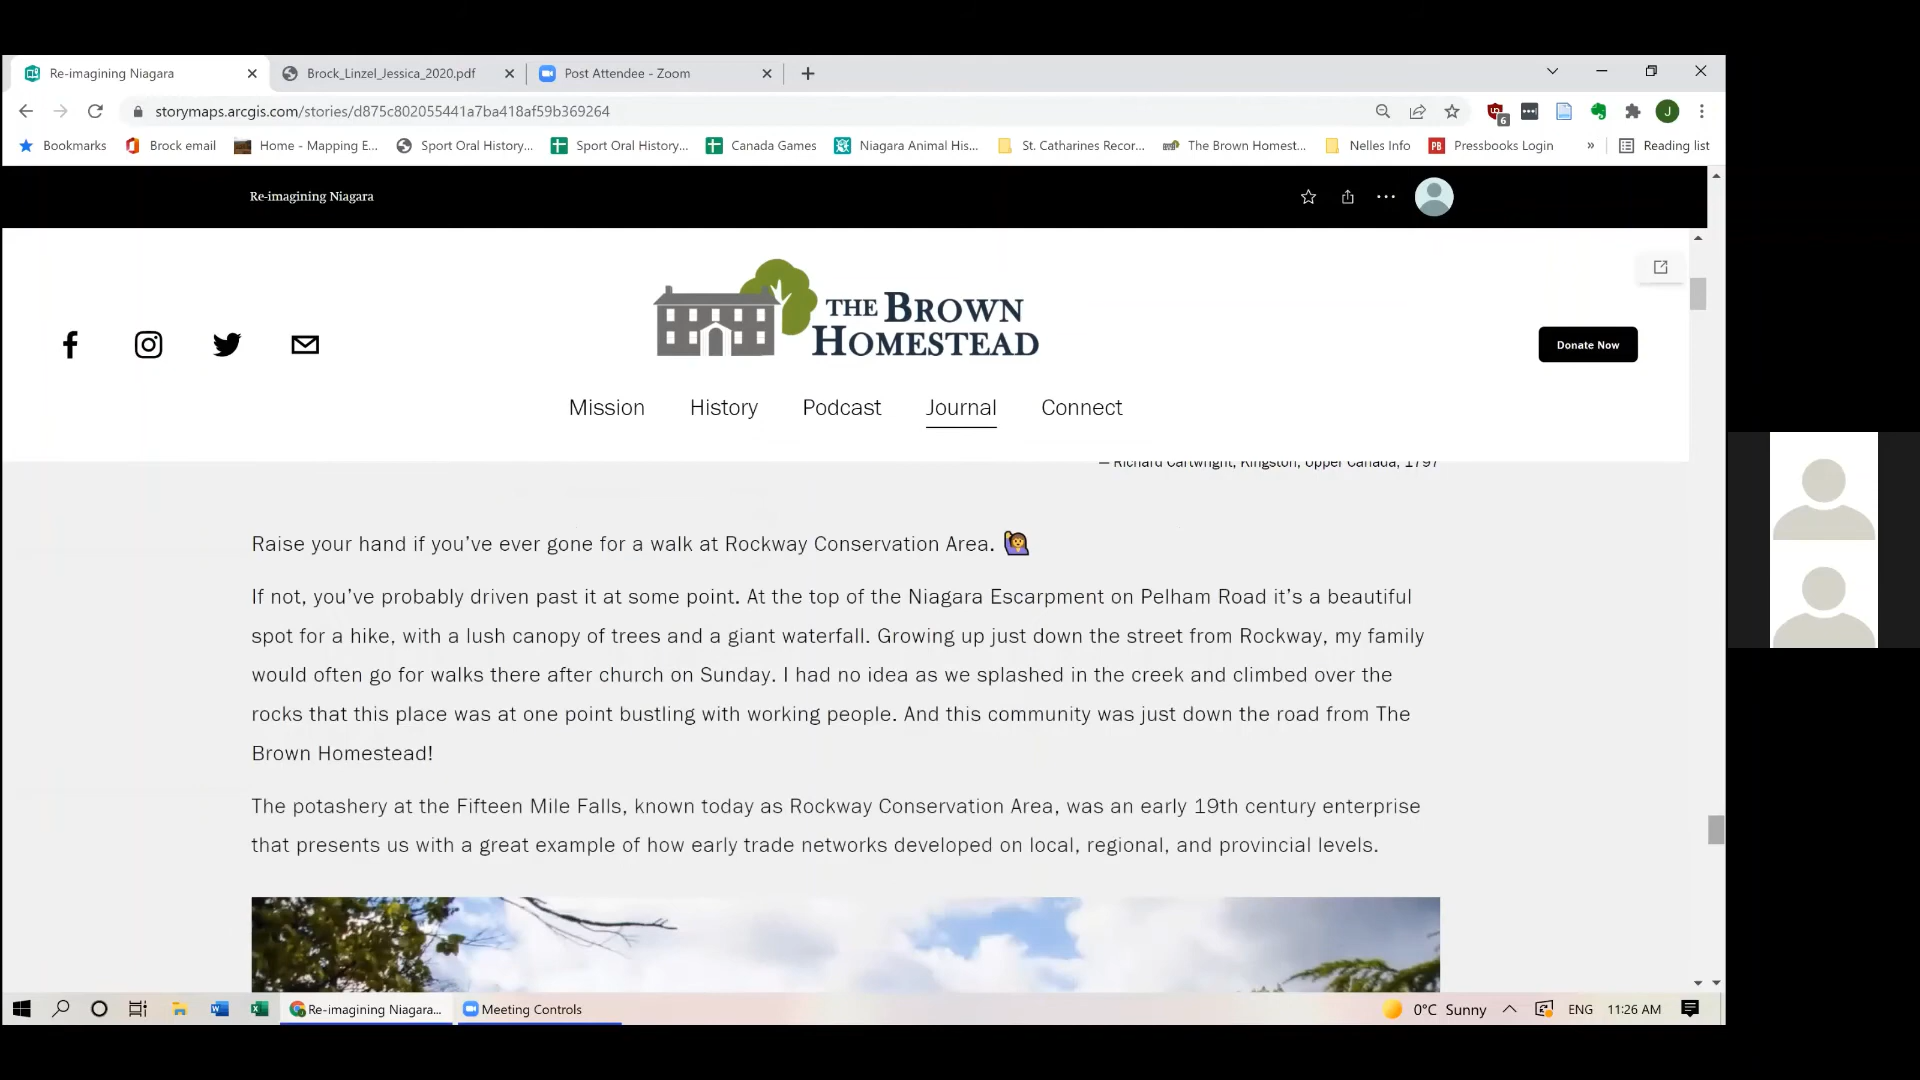 Re-imagining Niagara
Brock_Linzel_Jessica_2020.pdf
Post Attendee - Zoom
storymaps.arcgis.com/stories/d875c802055441a7ba418af59b369264
6
J
Bookmarks
Brock email
Home - Mapping E...
Sport Oral History...
Sport Oral History...
Canada Games
Niagara Animal His...
St. Catharines Recor...
The Brown Homest...
Nelles Info
PB
Pressbooks Login
»
Reading list
Re-imagining Niagara
THE BROWN
HOMESTEAD
Donate Now
Mission
History
Podcast
Journal
Connect
— Richard Cartwright, Kingston, Upper Canada, 1797
Raise your hand if you've ever gone for a walk at Rockway Conservation Area. 🙋
If not, you've probably driven past it at some point. At the top of the Niagara Escarpment on Pelham Road it's a beautiful
spot for a hike, with a lush canopy of trees and a giant waterfall. Growing up just down the street from Rockway, my family
would often go for walks there after church on Sunday. I had no idea as we splashed in the creek and climbed over the
rocks that this place was at one point bustling with working people. And this community was just down the road from The
Brown Homestead!
The potashery at the Fifteen Mile Falls, known today as Rockway Conservation Area, was an early 19th century enterprise
that presents us with a great example of how early trade networks developed on local, regional, and provincial levels.
Re-imagining Niagara...
Meeting Controls
0°C Sunny
ENG
11:26 AM